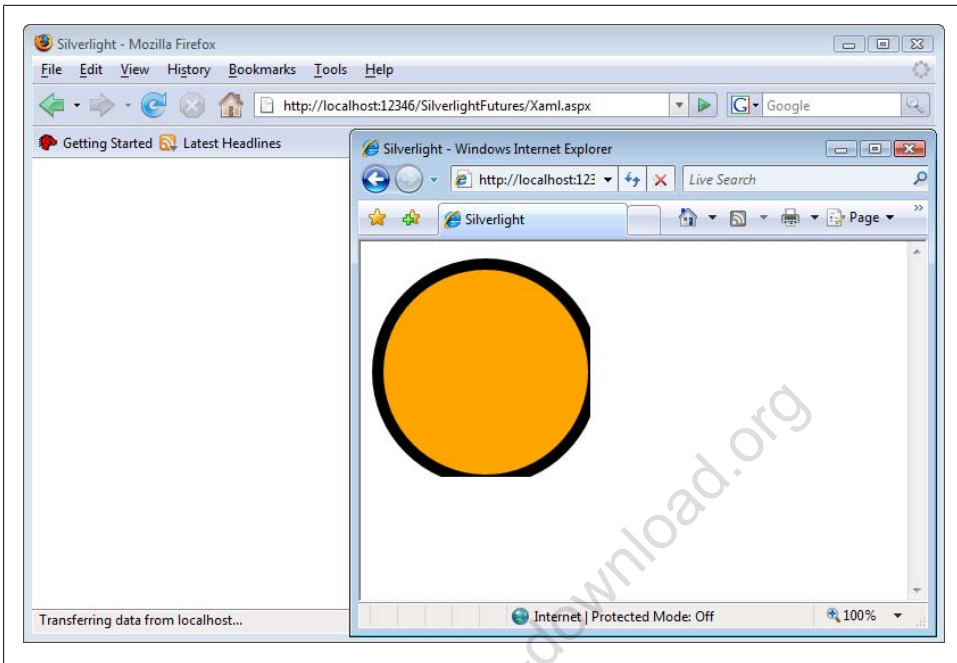 Silverlight - Mozilla Firefox
File Edit View History Bookmarks Tools Help
http://localhost:12346/SilverlightFutures/Xaml.aspx
G Google
Getting Started Latest Headlines
Silverlight - Windows Internet Explorer
http://localhost:123
Live Search
Silverlight
Page
Internet | Protected Mode: Off
100%
Transferring data from localhost...
download.org